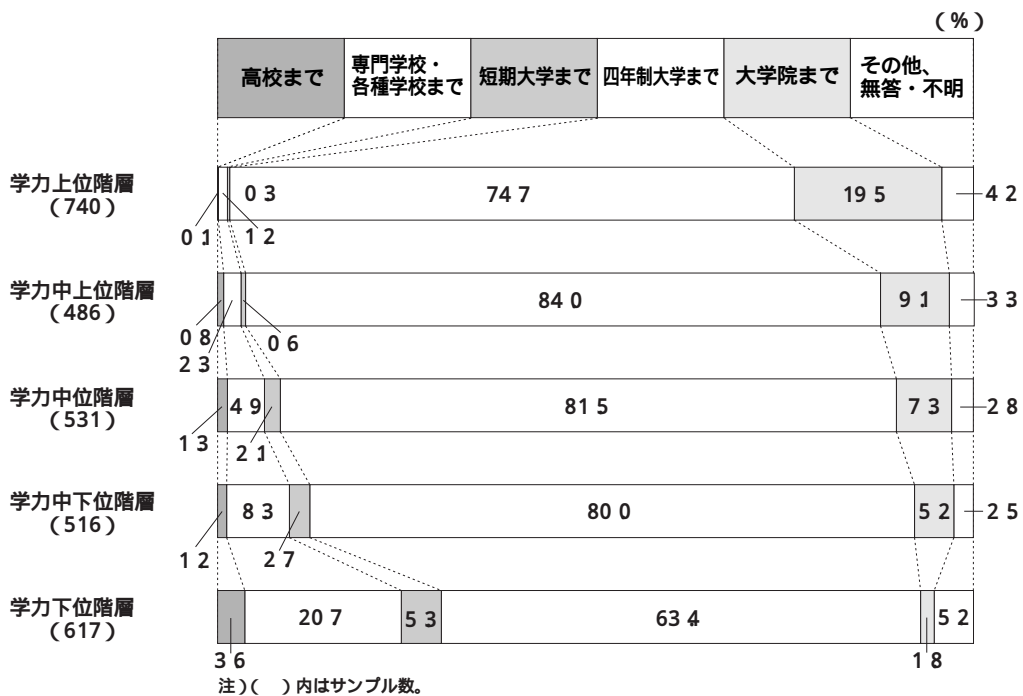 (%)
高校まで
専門学校・
各種学校まで
短期大学まで
四年制大学まで
大学院まで
その他、
無答・不明
学力上位階層
(740)
0.1
1.2
0.3
74.7
19.5
4.2
学力中上位階層
(486)
0.8
2.3
0.6
84.0
9.1
3.3
学力中位階層
(531)
1.3
4.9
2.1
81.5
7.3
2.8
学力中下位階層
(516)
1.2
8.3
2.7
80.0
5.2
2.5
学力下位階層
(617)
3.6
20.7
5.3
63.4
1.8
5.2
注)( )内はサンプル数。